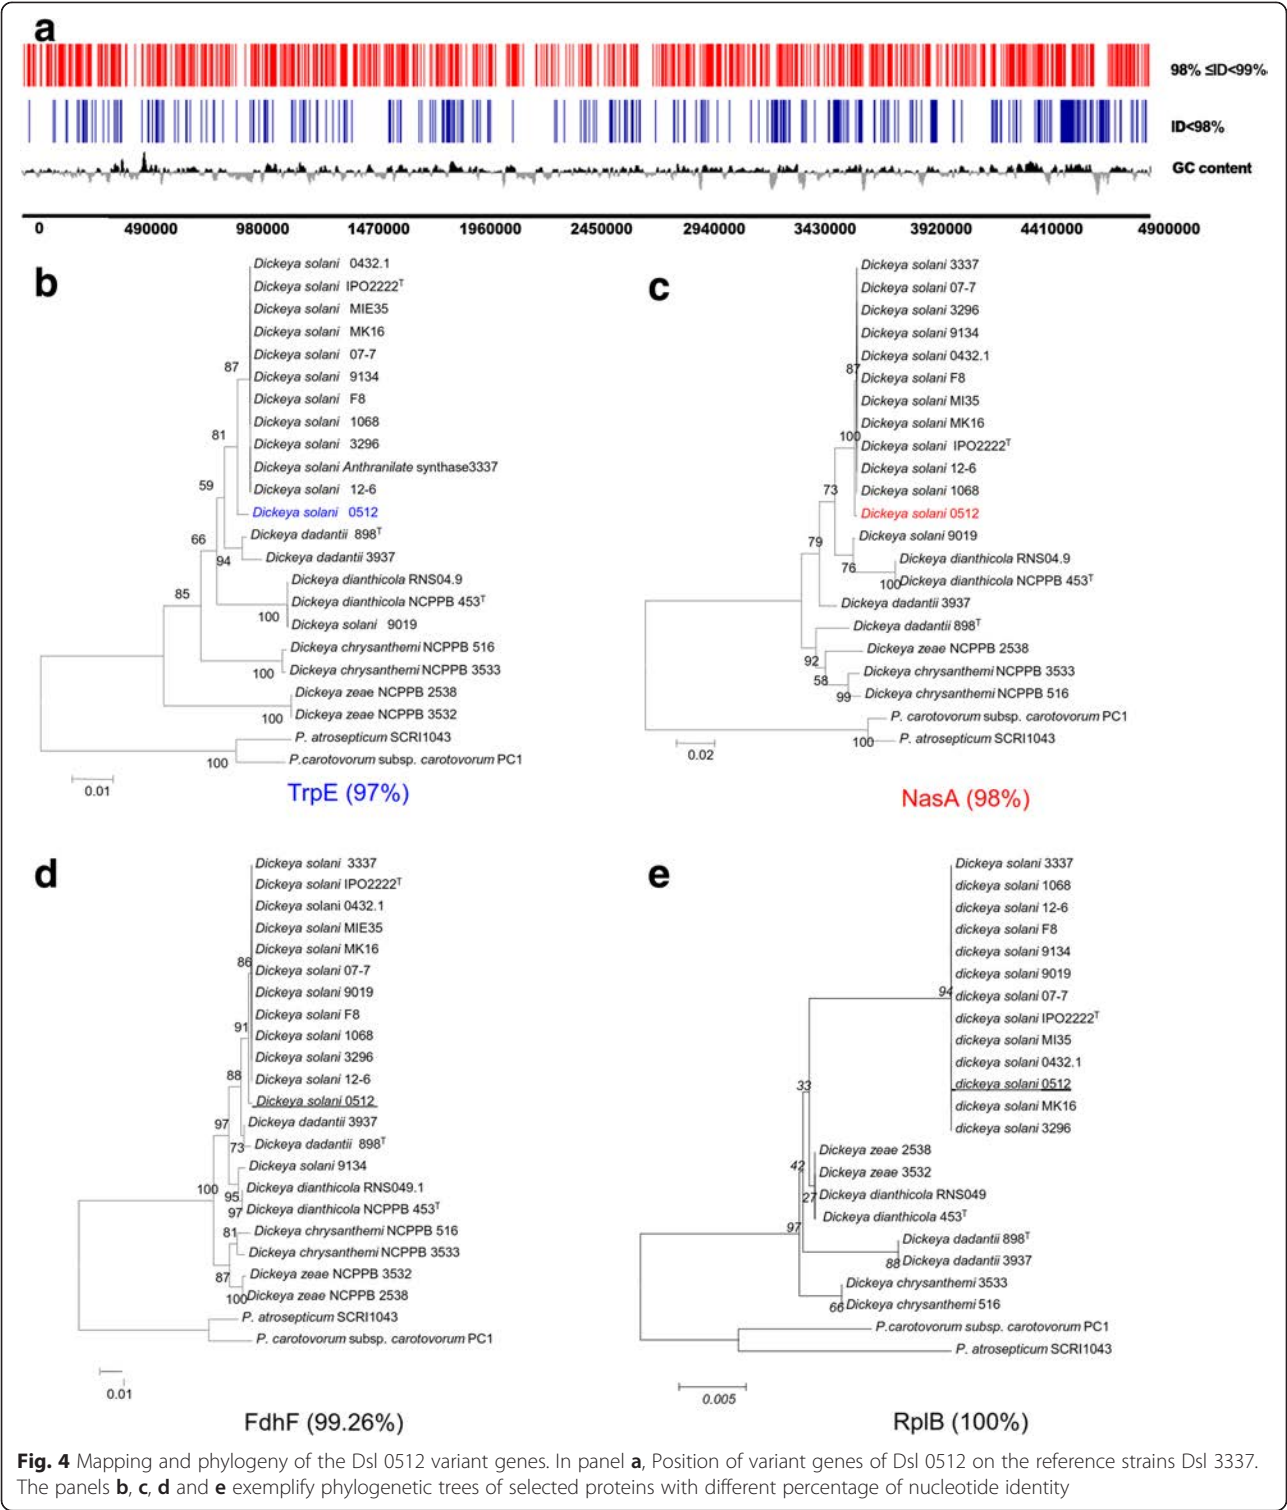 a
98% ≤ID<99%
ID<98%
GC content
0 490000 980000 1470000 1960000 2450000 2940000 3430000 3920000 4410000 4900000
b
Dickeya solani 0432.1
Dickeya solani IPO2222T
Dickeya solani MIE35
Dickeya solani MK16
Dickeya solani 07-7
Dickeya solani 9134
87
Dickeya solani F8
Dickeya solani 1068
81
Dickeya solani 3296
Dickeya solani Anthranilate synthase3337
59
Dickeya solani 12-6
Dickeya solani 0512
Dickeya dadantii 898T
66
94
Dickeya dadantii 3937
Dickeya dianthicola RNS04.9
85
Dickeya dianthicola NCPPB 453T
100
Dickeya solani 9019
Dickeya chrysanthemi NCPPB 516
100
Dickeya chrysanthemi NCPPB 3533
Dickeya zeae NCPPB 2538
100
Dickeya zeae NCPPB 3532
P. atrosepticum SCRI1043
100
P.carotovorum subsp. carotovorum PC1
0.01
TrpE (97%)
c
Dickeya solani 3337
Dickeya solani 07-7
Dickeya solani 3296
Dickeya solani 9134
Dickeya solani 0432.1
87
Dickeya solani F8
Dickeya solani MI35
Dickeya solani MK16
100
Dickeya solani IPO2222T
Dickeya solani 12-6
73
Dickeya solani 1068
Dickeya solani 0512
79
Dickeya solani 9019
76
Dickeya dianthicola RNS04.9
100
Dickeya dianthicola NCPPB 453T
Dickeya dadantii 3937
Dickeya dadantii 898T
92
Dickeya zeae NCPPB 2538
58
Dickeya chrysanthemi NCPPB 3533
99
Dickeya chrysanthemi NCPPB 516
P. carotovorum subsp. carotovorum PC1
100
P. atrosepticum SCRI1043
0.02
NasA (98%)
d
Dickeya solani 3337
Dickeya solani IPO2222T
Dickeya solani 0432.1
Dickeya solani MIE35
Dickeya solani MK16
86
Dickeya solani 07-7
Dickeya solani 9019
Dickeya solani F8
91
Dickeya solani 1068
Dickeya solani 3296
88
Dickeya solani 12-6
Dickeya solani 0512
97
Dickeya dadantii 3937
73
Dickeya dadantii 898T
Dickeya solani 9134
100
95
Dickeya dianthicola RNS049.1
97
Dickeya dianthicola NCPPB 453T
81
Dickeya chrysanthemi NCPPB 516
Dickeya chrysanthemi NCPPB 3533
87
Dickeya zeae NCPPB 3532
100
Dickeya zeae NCPPB 2538
P. atrosepticum SCRI1043
P. carotovorum subsp. carotovorum PC1
0.01
FdhF (99.26%)
e
Dickeya solani 3337
dickeya solani 1068
dickeya solani 12-6
dickeya solani F8
dickeya solani 9134
dickeya solani 9019
94
dickeya solani 07-7
dickeya solani IPO2222T
dickeya solani MI35
dickeya solani 0432.1
33
dickeya solani 0512
dickeya solani MK16
dickeya solani 3296
Dickeya zeae 2538
42
Dickeya zeae 3532
27
Dickeya dianthicola RNS049
Dickeya dianthicola 453T
97
Dickeya dadantii 898T
88
Dickeya dadantii 3937
Dickeya chrysanthemi 3533
66
Dickeya chrysanthemi 516
P.carotovorum subsp. carotovorum PC1
P. atrosepticum SCRI1043
0.005
RplB (100%)
Fig. 4 Mapping and phylogeny of the Dsl 0512 variant genes. In panel a, Position of variant genes of Dsl 0512 on the reference strains Dsl 3337.
The panels b, c, d and e exemplify phylogenetic trees of selected proteins with different percentage of nucleotide identity